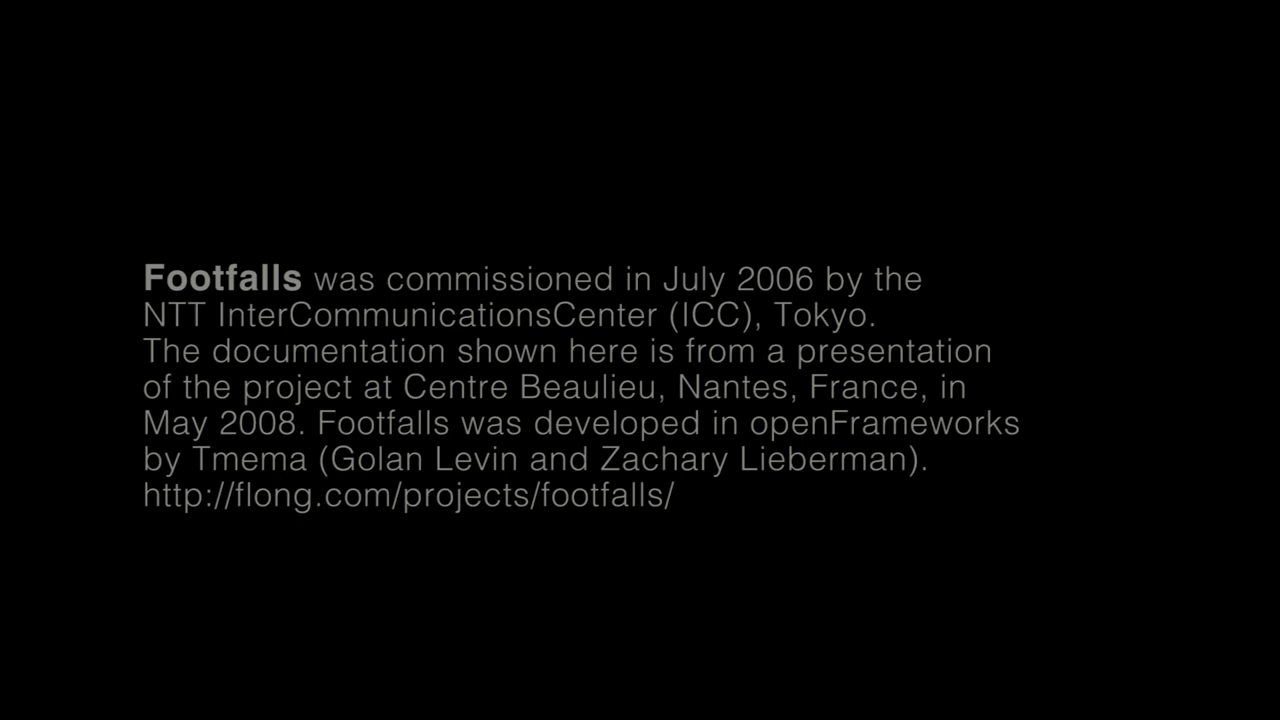 Footfalls was commissioned in July 2006 by the
NTT InterCommunicationsCenter (ICC), Tokyo.
The documentation shown here is from a presentation
of the project at Centre Beaulieu, Nantes, France, in
May 2008. Footfalls was developed in openFrameworks
by Tmema (Golan Levin and Zachary Lieberman).
http://flong.com/projects/footfalls/